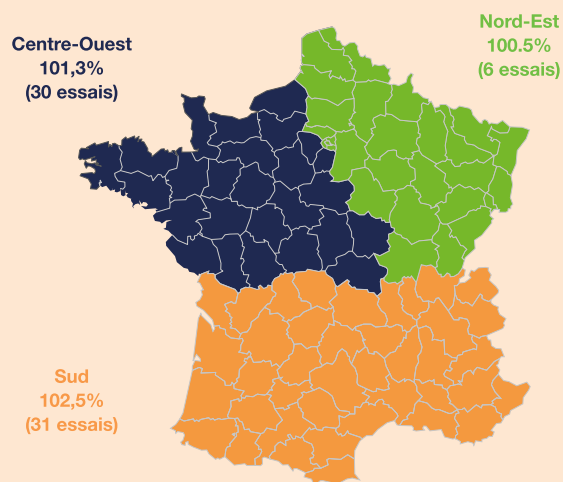 Centre-Ouest
101,3%
(30 essais)
Nord-Est
100.5%
(6 essais)
Sud
102,5%
(31 essais)